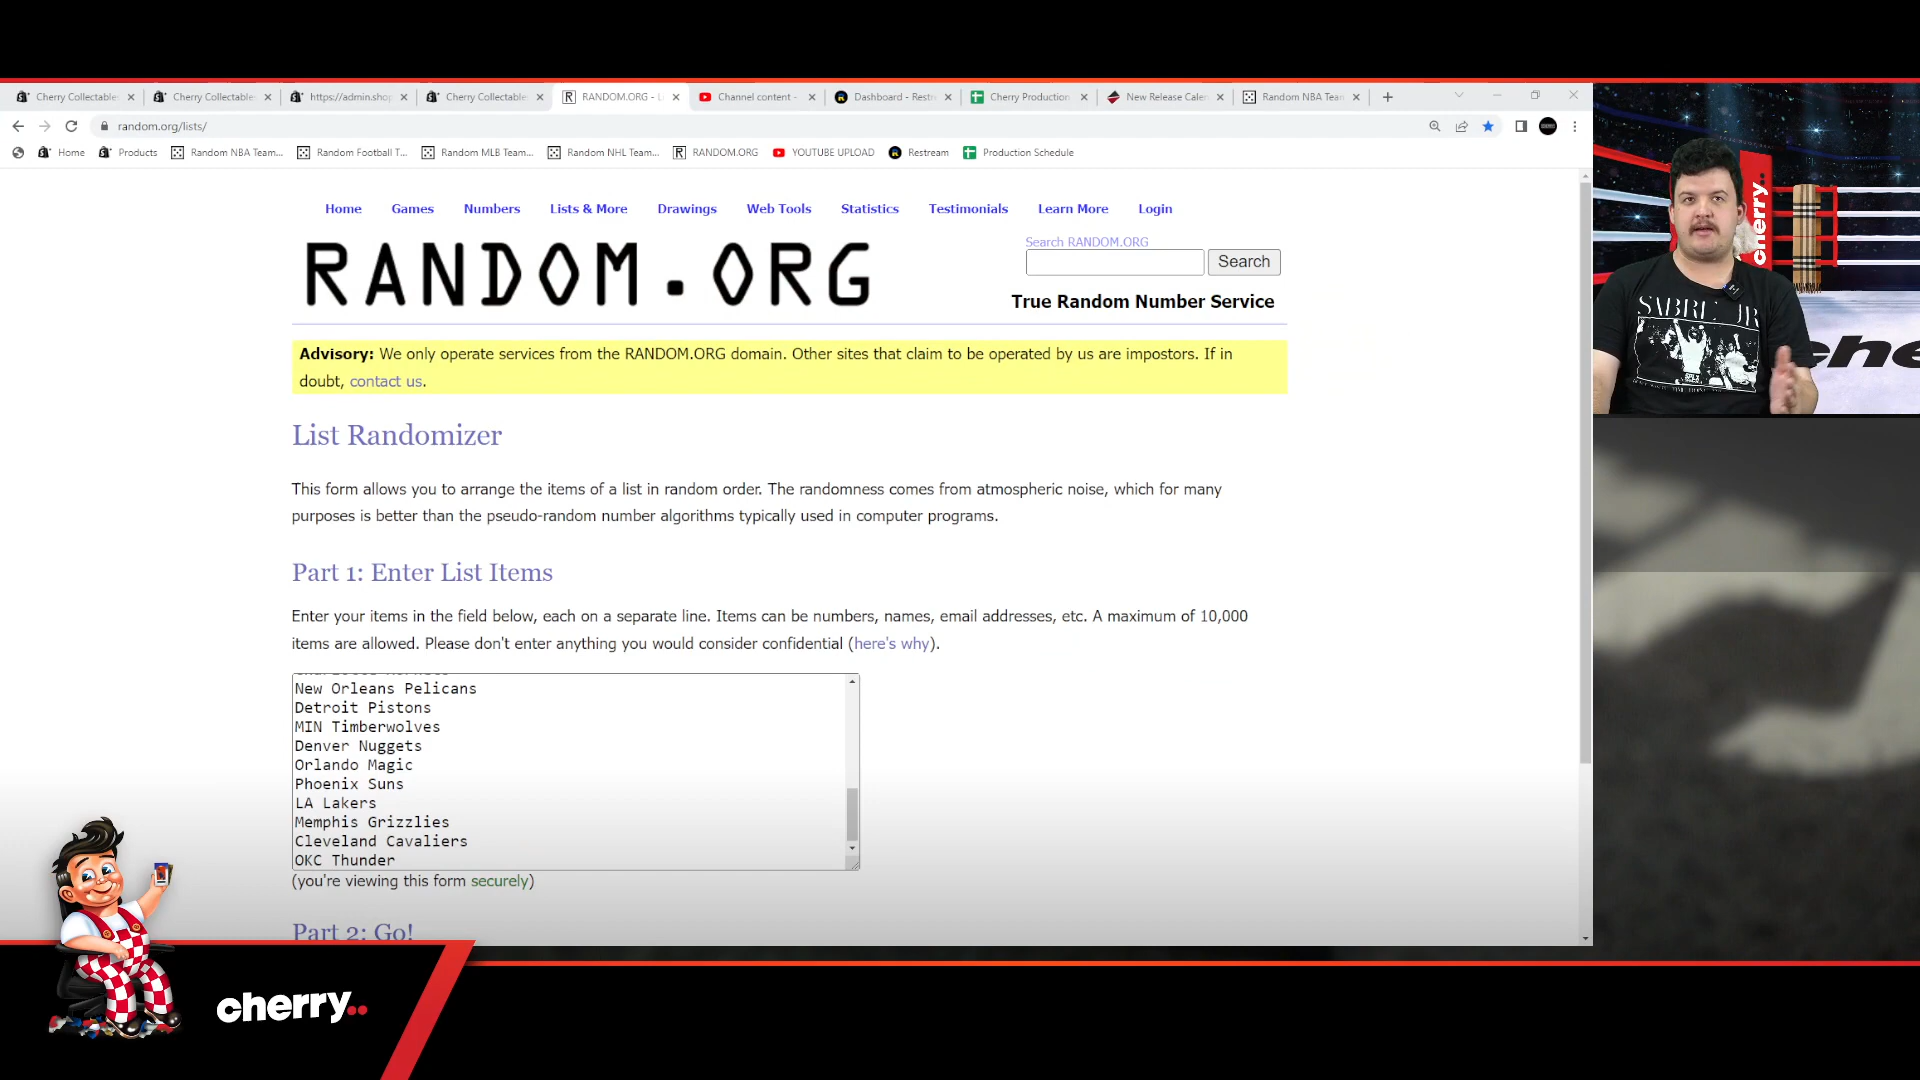 Cherry Collectable
Cherry Collectable
https://admin.shop
Cherry Collectable
RANDOM.ORG - L
Channel content -
Dashboard - Restre
Cherry Production
New Release Calen
Random NBA Team
random.org/lists/
Home
Products
Random NBA Team...
Random Football T...
Random MLB Team...
Random NHL Team...
RANDOM.ORG
YOUTUBE UPLOAD
Restream
Production Schedule
Home Games Numbers Lists & More Drawings Web Tools Statistics Testimonials Learn More Login
RANDOM.ORG
Search RANDOM.ORG
Search
True Random Number Service
Advisory: We only operate services from the RANDOM.ORG domain. Other sites that claim to be operated by us are impostors. If in
doubt, contact us.
List Randomizer
This form allows you to arrange the items of a list in random order. The randomness comes from atmospheric noise, which for many
purposes is better than the pseudo-random number algorithms typically used in computer programs.
Part 1: Enter List Items
Enter your items in the field below, each on a separate line. Items can be numbers, names, email addresses, etc. A maximum of 10,000
items are allowed. Please don't enter anything you would consider confidential (here's why).
New Orleans Pelicans
Detroit Pistons
MIN Timberwolves
Denver Nuggets
Orlando Magic
Phoenix Suns
LA Lakers
Memphis Grizzlies
Cleveland Cavaliers
OKC Thunder
(you're viewing this form securely)
Part 2: Go!
cherry..
SABRE JR
che
cherry..